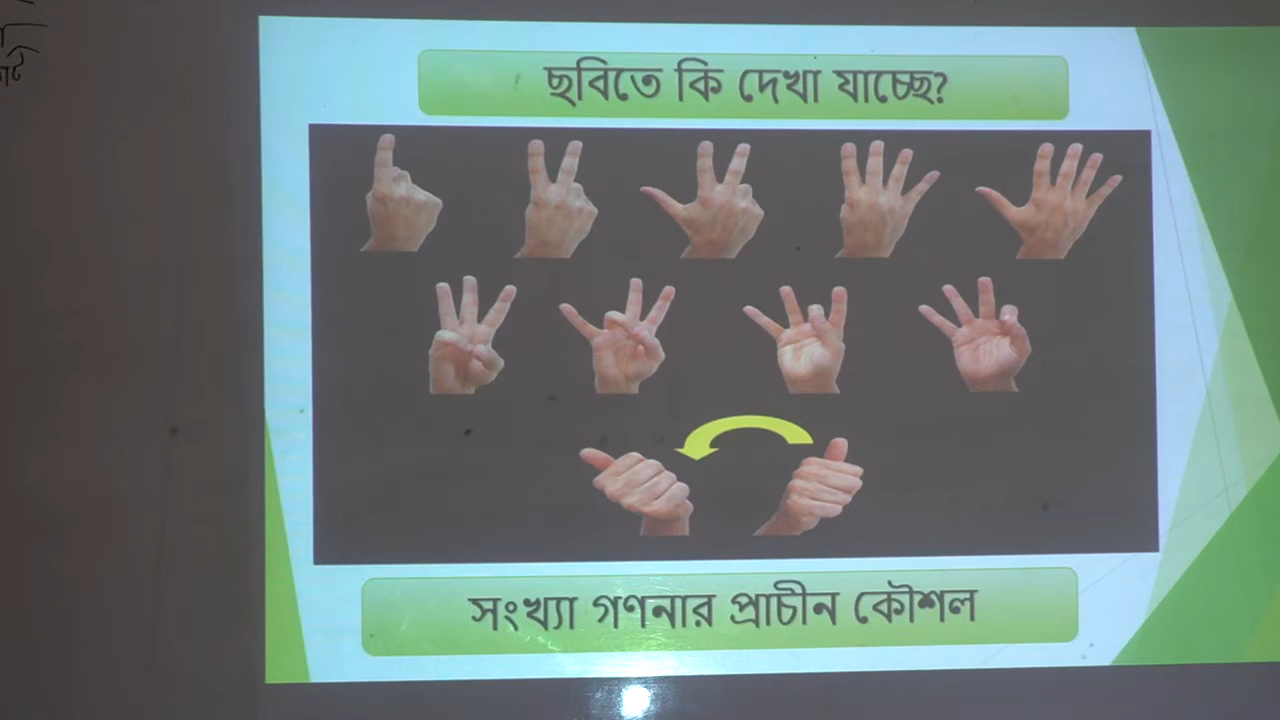 ছবিতে কি দেখা যাচ্ছে?
সংখ্যা গণনার প্রাচীন কৌশল